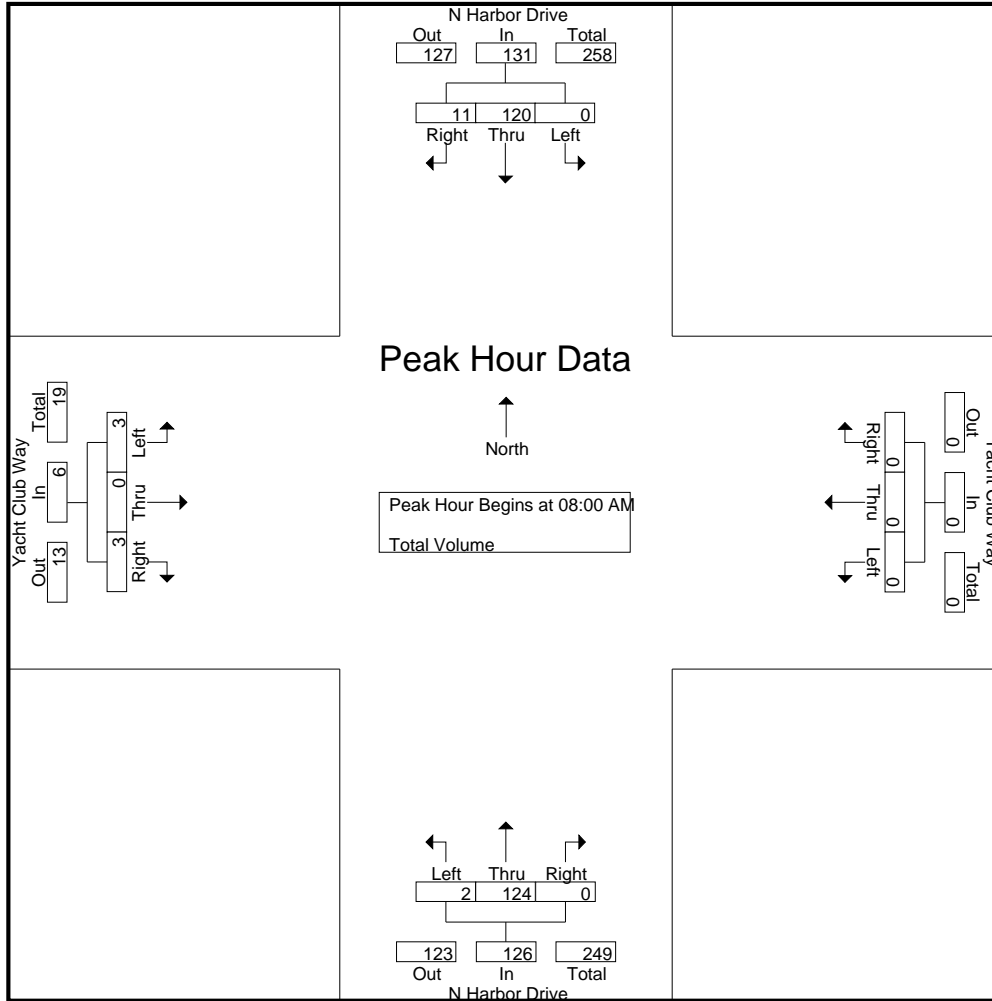 N Harbor Drive
Out In Total
127 131 258
11 120 0
Right Thru Left
Peak Hour Data
North
Peak Hour Begins at 08:00 AM
Total Volume
Yacht Club Way
Out In Total
13 6 19
3 0 3
Right Thru Left
Yacht Club Way
Out In Total
0 0 0
0 0 0
Right Thru Left
Left Thru Right
2 124 0
123 126 249
Out In Total
N Harbor Drive